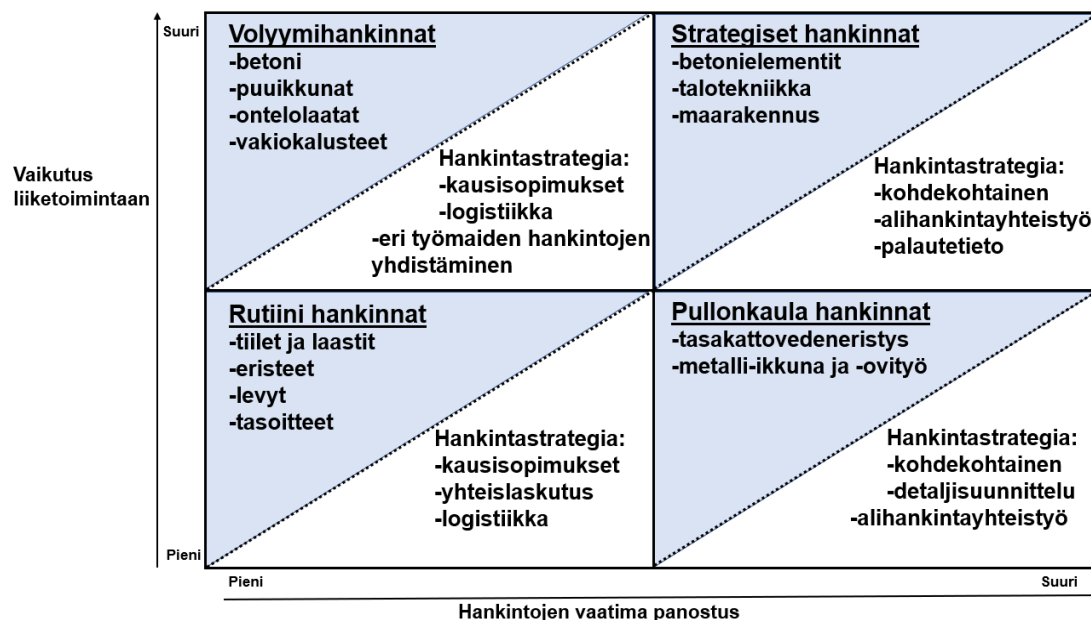 Suuri
Vaikutus
liiketoimintaan
Pieni
Volyymihankinnat
-betoni
-puuikkunat
-ontelolaatat
-vakiokalusteet
Hankintastrategia:
-kausisopimukset
-logistiikka
-eri työmaiden hankintojen
yhdistäminen
Strategiset hankinnat
-betonielementit
-talotekniikka
-maarakennus
Hankintastrategia:
-kohdekohtainen
-alihankintayhteistyö
-palautetieto
Rutiini hankinnat
-tiilet ja laastit
-eristeet
-levyt
-tasoitteet
Hankintastrategia:
-kausisopimukset
-yhteislaskutus
-logistiikka
Pullonkaula hankinnat
-tasakattovedeneristys
-metalli-ikkuna ja -ovityö
Hankintastrategia:
-kohdekohtainen
-detaljisuunnittelu
-alihankintayhteistyö
Pieni
Suuri
Hankintojen vaatima panostus